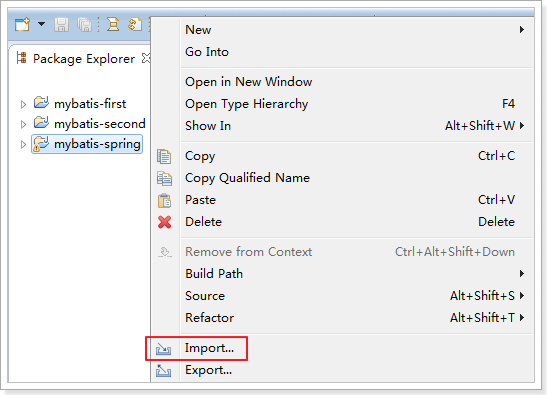 Package Explorer
mybatis-first
mybatis-second
mybatis-spring
New
Go Into
Open in New Window
Open Type Hierarchy F4
Show In Alt+Shift+W
Copy Ctrl+C
Copy Qualified Name
Paste Ctrl+V
Delete Delete
Remove from Context Ctrl+Alt+Shift+Down
Build Path
Source Alt+Shift+S
Refactor Alt+Shift+T
Import...
Export...